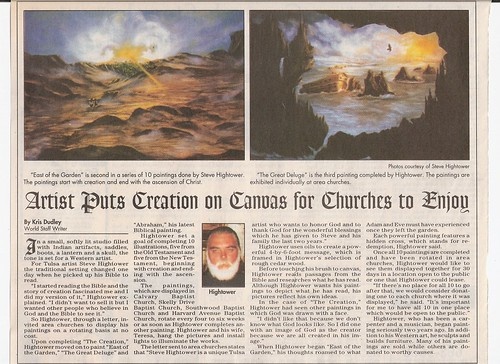 Photos courtesy of Steve Hightower
"East of the Garden" is second in a series of 10 paintings done by Steve Hightower.
The paintings start with creation and end with the ascension of Christ.
"The Great Deluge" is the third painting completed by Hightower. The paintings are
exhibited individually at area churches.
Artist Puts Creation on Canvas for Churches to Enjoy
By Kris Dudley
World Staff Writer
In a small, softly lit studio filled
with Indian artifacts, saddles,
boots, a lantern and a skull, the
tone is set for a Western artist.
For Tulsan Steve Hightower
the traditional setting changed one
day when he picked up his Bible to
read.
"I started reading the Bible and the
story of creation fascinated me and I
did my version of it," Hightower ex-
plained. "I didn't want to sell it but I
wanted other people who believe in
God and the Bible to see it."
So Hightower, through a letter, in-
vited area churches to display his
paintings on a rotating basis at no
cost.
Upon completing "The Creation,"
Hightower moved on to paint "East of
the Garden," "The Great Deluge" and
"Abraham," his latest
Biblical painting.
Hightower set a
goal of completing 10
illustrations, five from
the Old Testament and
five from the New Tes-
tament, beginning
with creation and end-
ing with the ascen-
sion.
The paintings,
which are displayed in
Calvary Baptist
Church, Shelly Drive
Baptist Church, Southwood Baptist
Church and Harvard Avenue Baptist
Church, rotate every four to six weeks
or as soon as Hightower completes an-
other painting. Hightower and his wife,
Teresa, hang the pictures and install
lights to illuminate the works.
The letter sent to area churches states
that "Steve Hightower is a unique Tulsa
Hightower
artist who wants to honor God and to
thank God for the wonderful blessings
which he has given to Steve and his
family the last two years."
Hightower uses oils to create a pow-
erful 4-by-6-foot message, which is
framed in Hightower's selection of
rough cedar wood.
Before touching his brush to canvas,
Hightower reads passages from the
Bible and researches what he has read.
Although Hightower wants his paint-
ings to depict what he has read, his
pictures reflect his own ideas.
In the case of "The Creation,"
Hightower had seen other paintings in
which God was drawn with a face.
"I didn't like that because we don't
know what God looks like. So I did one
with an image of God as the creator
because we are all created in his im-
age."
When Hightower began "East of the
Garden," his thoughts roamed to what
Adam and Eve must have experienced
once they left the garden.
Each powerful painting features a
hidden cross, which stands for re-
demption, Hightower said.
Once all 10 paintings are completed
and have been rotated in area
churches, Hightower would like to
see them displayed together for 30
days in a location open to the public
or one that Hightower could lease.
"If there's no place for all 10 to go
after that, we would consider donat-
ing one to each church where it was
displayed," he said. "It's important
for me to have all 10 in one place
which would be open to the public."
Hightower, who has been a car-
penter and a musician, began paint-
ing seriously two years ago. In addi-
tion to his Western art, he sculpts and
builds furniture. Many of his paint-
ings are sold while others are do-
nated to worthy causes.